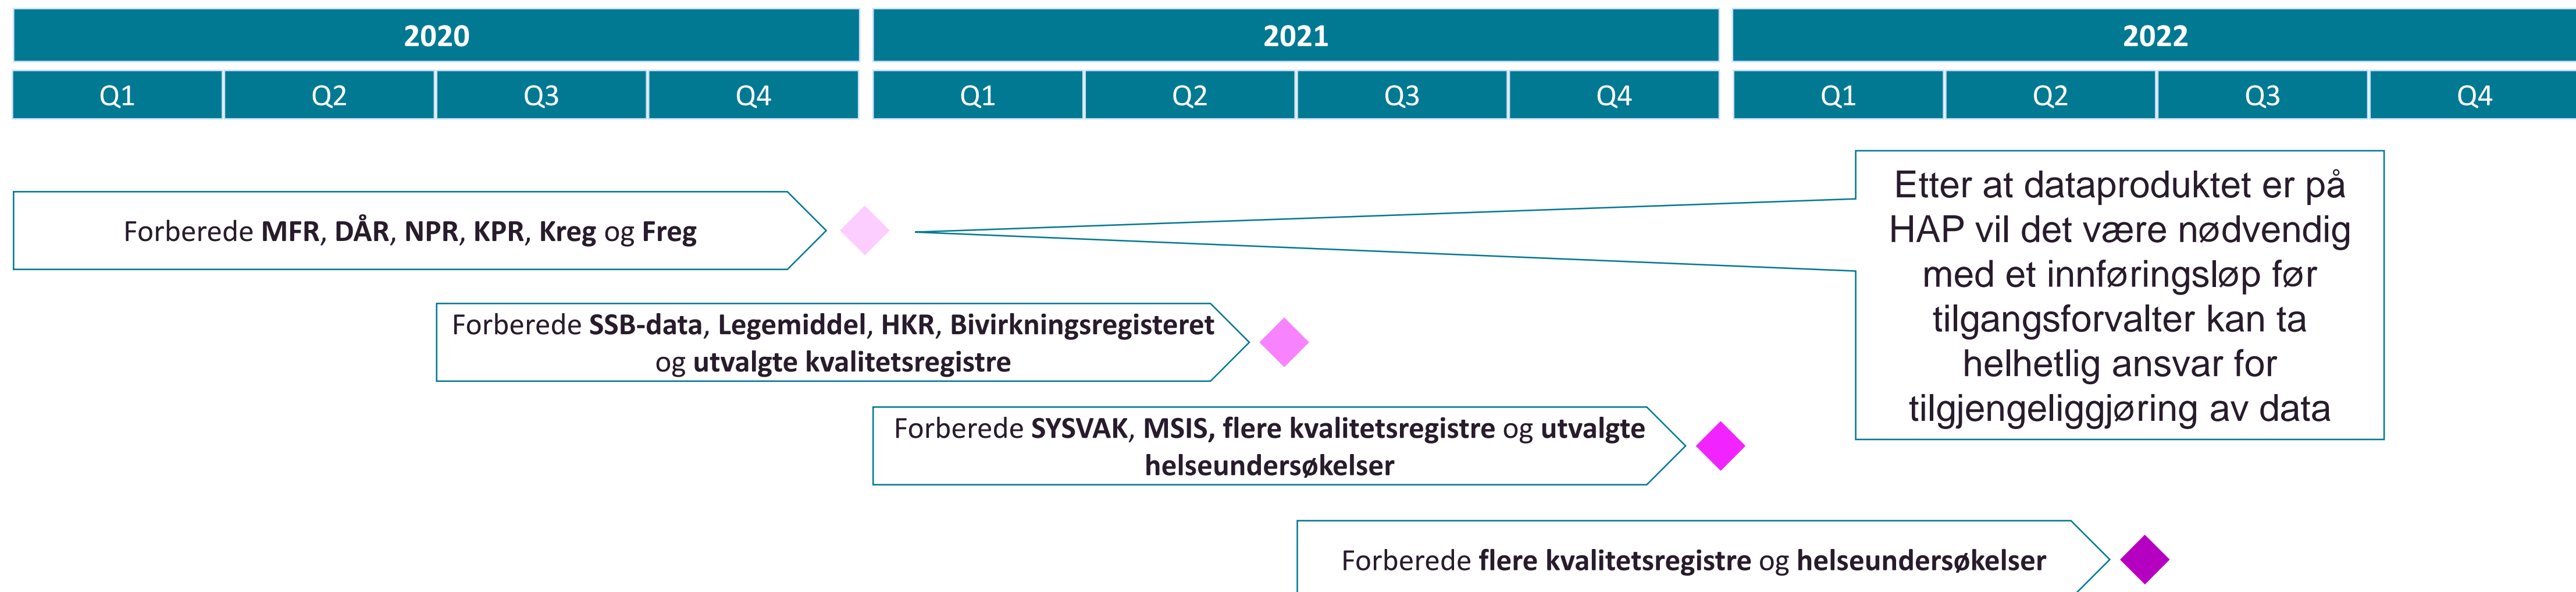 2020 2021 2022
Q1 Q2 Q3 Q4 Q1 Q2 Q3 Q4 Q1 Q2 Q3 Q4
Forberede MFR, DÅR, NPR, KPR, Kreg og Freg
Etter at dataproduktet er på
HAP vil det være nødvendig
med et innføringsløp før
tilgangsforvalter kan ta
helhetlig ansvar for
tilgjengeliggjøring av data
Forberede SSB-data, Legemiddel, HKR, Bivirkningsregisteret
og utvalgte kvalitetsregistre
Forberede SYSVAK, MSIS, flere kvalitetsregistre og utvalgte
helseundersøkelser
Forberede flere kvalitetsregistre og helseundersøkelser